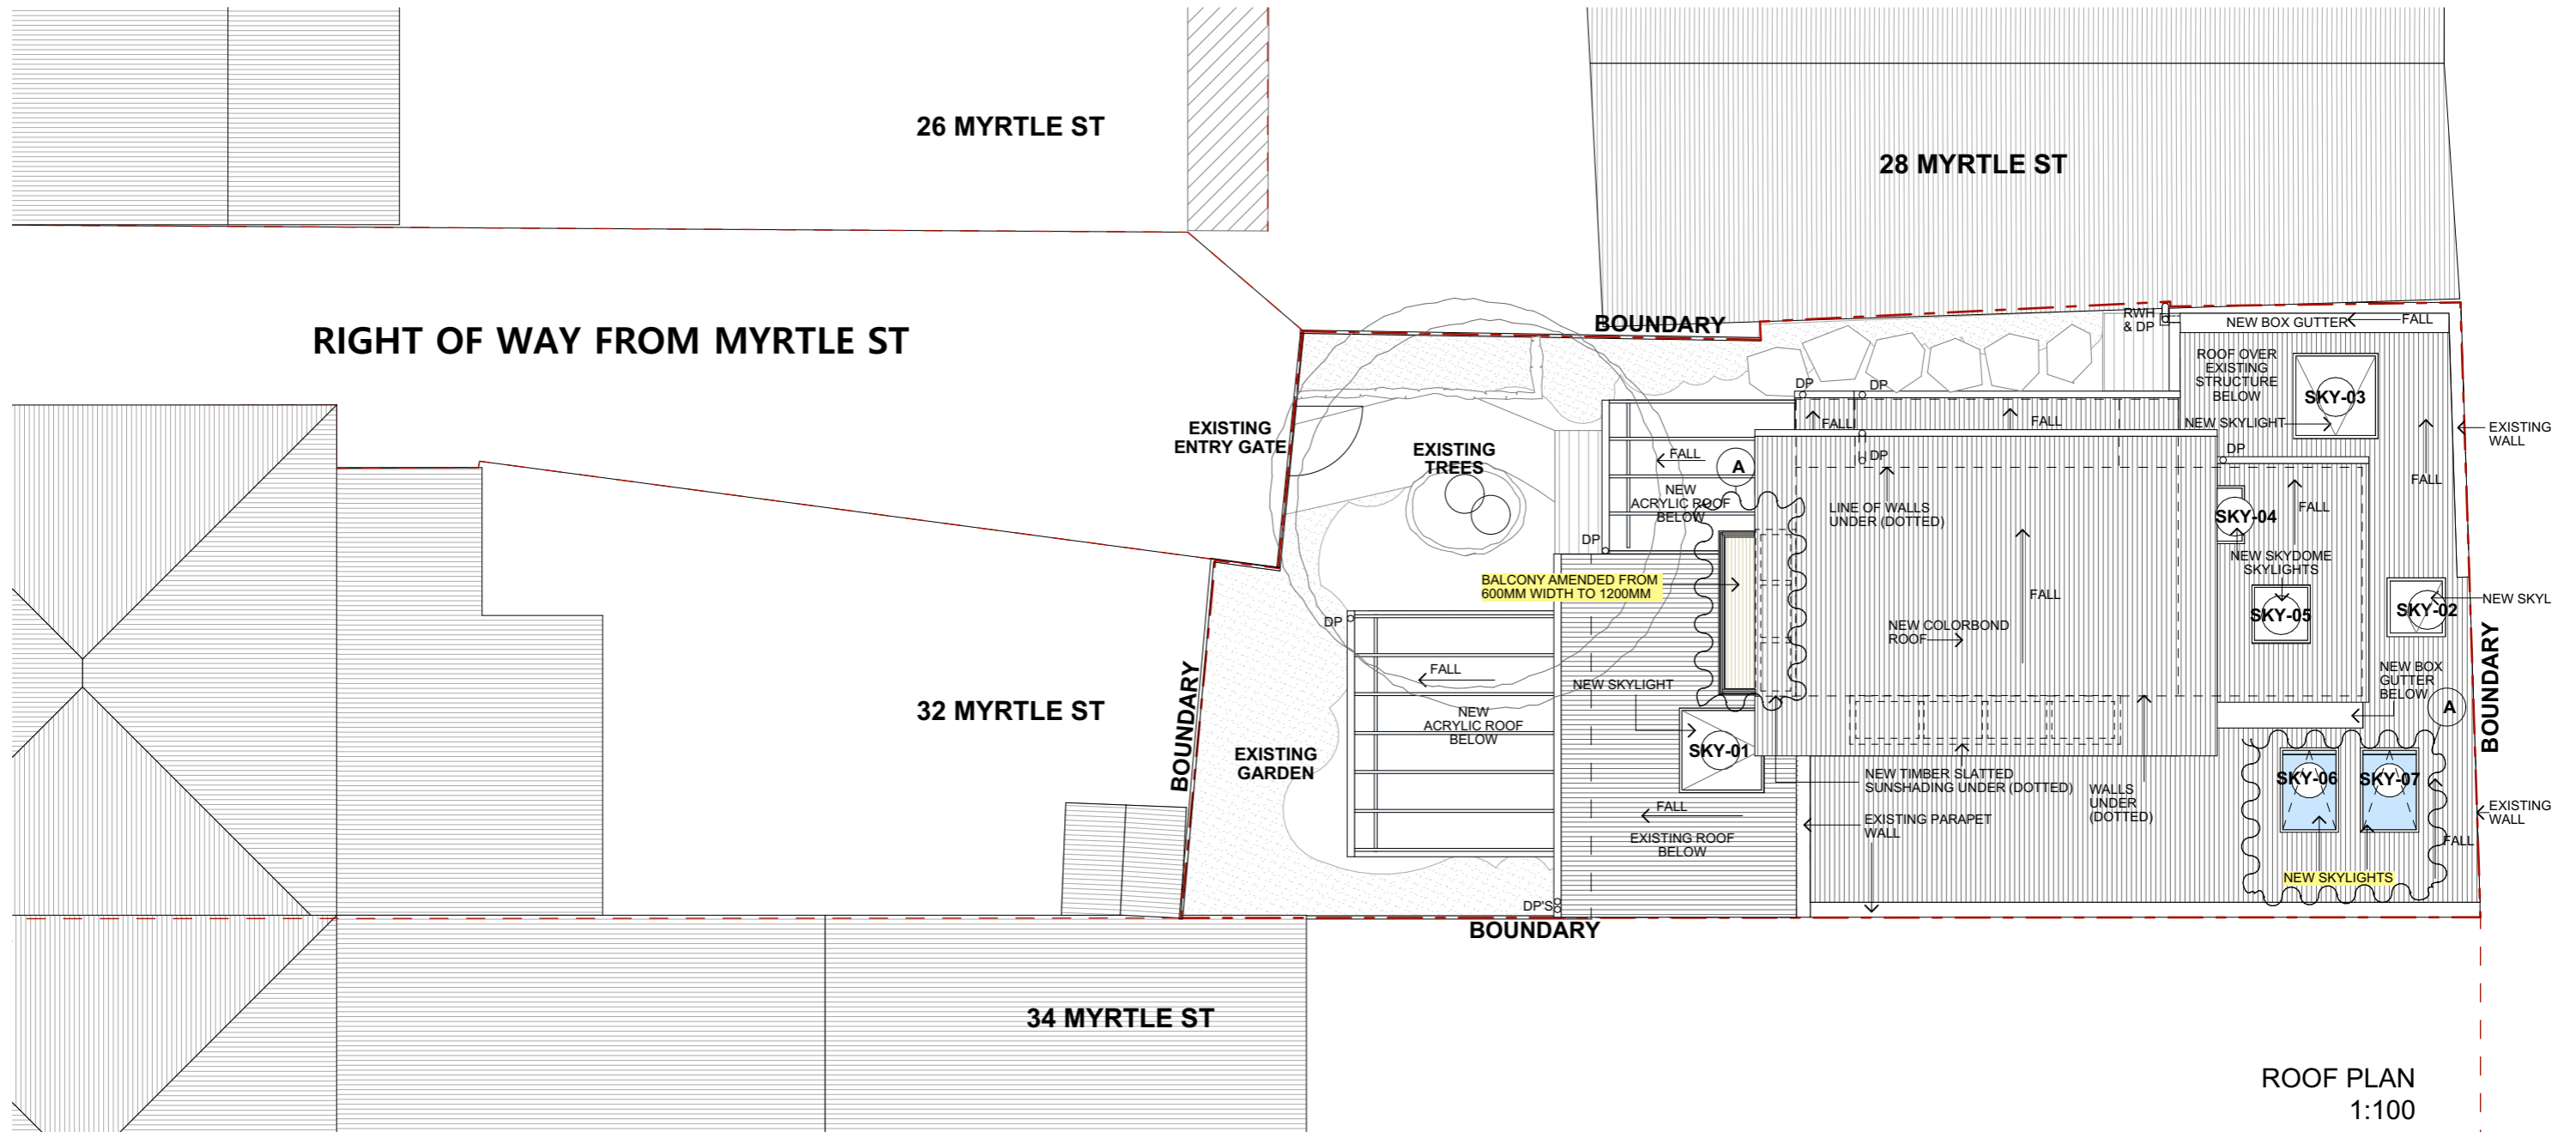 26 MYRTLE ST
28 MYRTLE ST
RIGHT OF WAY FROM MYRTLE ST
BOUNDARY
RWH
& DP
NEW BOX GUTTER
FALL
ROOF OVER
EXISTING
STRUCTURE
BELOW
SKY-03
NEW SKYLIGHT
EXISTING
WALL
FALL
DP
DP
FALL
FALL
DP
DP
EXISTING
ENTRY GATE
EXISTING
TREES
FALL
A
NEW
ACRYLIC ROOF
BELOW
LINE OF WALLS
UNDER (DOTTED)
SKY-04
FALL
NEW SKYDOME
SKYLIGHTS
DP
BALCONY AMENDED FROM
600MM WIDTH TO 1200MM
FALL
SKY-05
SKY-02
NEW SKYL
DP
NEW COLORBOND
ROOF
BOUNDARY
FALL
NEW SKYLIGHT
NEW BOX
GUTTER
BELOW
A
BOUNDARY
32 MYRTLE ST
NEW
ACRYLIC ROOF
BELOW
SKY-01
EXISTING
GARDEN
NEW TIMBER SLATTED
SUNSHADING UNDER (DOTTED)
WALLS
UNDER
(DOTTED)
SKY-06
SKY-07
FALL
EXISTING ROOF
BELOW
EXISTING PARAPET
WALL
EXISTING
WALL
FALL
NEW SKYLIGHTS
DP'S
BOUNDARY
34 MYRTLE ST
ROOF PLAN
1:100